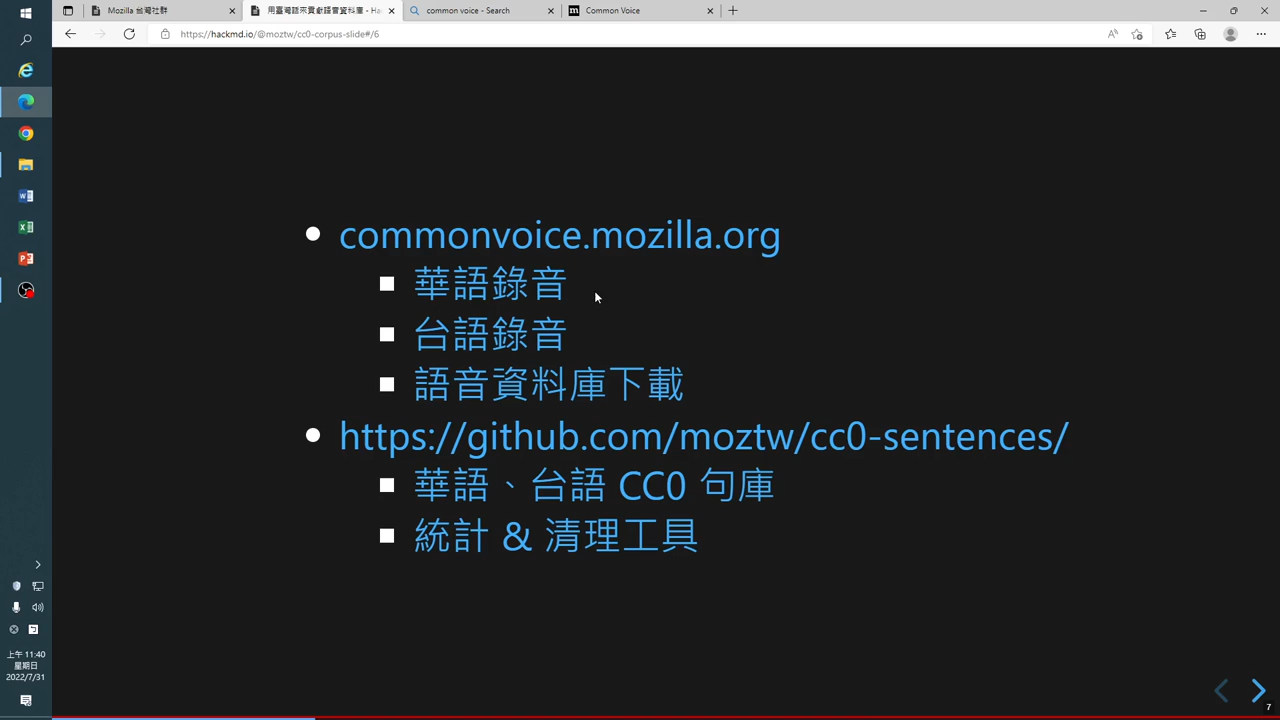 Mozilla 台灣社群
用臺灣語來貢獻語音資料庫 - Ha
common voice - Search
Common Voice
https://hackmd.io/@moztw/cc0-corpus-slide#/6
commonvoice.mozilla.org
華語錄音
台語錄音
語音資料庫下載
https://github.com/moztw/cc0-sentences/
華語、台語 CC0 句庫
統計 & 清理工具
上午 11:40
星期日
2022/7/31
7